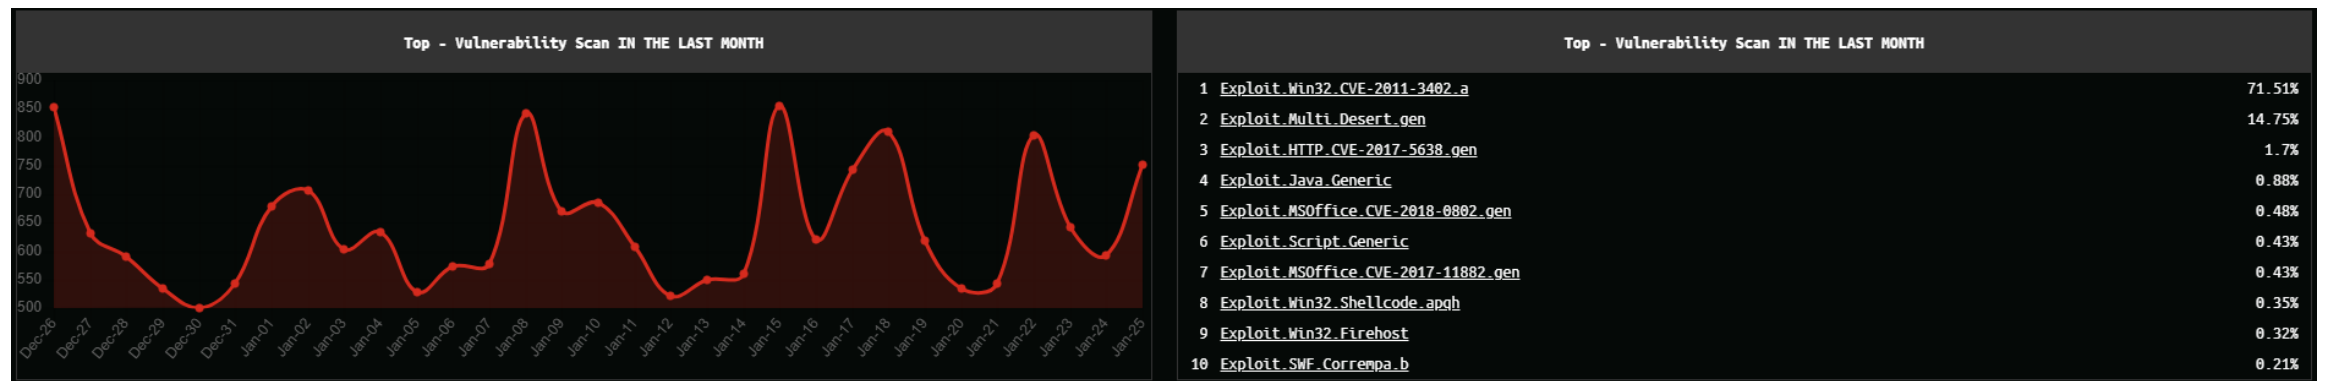 Top - Vulnerability Scan IN THE LAST MONTH
900
850
800
750
700
650
600
550
500
Dec-26
Dec-27
Dec-28
Dec-29
Dec-30
Dec-31
Jan-01
Jan-02
Jan-03
Jan-04
Jan-05
Jan-06
Jan-07
Jan-08
Jan-09
Jan-10
Jan-11
Jan-12
Jan-13
Jan-14
Jan-15
Jan-16
Jan-17
Jan-18
Jan-19
Jan-20
Jan-21
Jan-22
Jan-23
Jan-24
Jan-25
Top - Vulnerability Scan IN THE LAST MONTH
1 Exploit.Win32.CVE-2011-3402.a 71.51%
2 Exploit.Multi.Desert.gen 14.75%
3 Exploit.HTTP.CVE-2017-5638.gen 1.7%
4 Exploit.Java.Generic 0.88%
5 Exploit.MSOffice.CVE-2018-0802.gen 0.48%
6 Exploit.Script.Generic 0.43%
7 Exploit.MSOffice.CVE-2017-11882.gen 0.43%
8 Exploit.Win32.Shellcode.apqh 0.35%
9 Exploit.Win32.Firehost 0.32%
10 Exploit.SWF.Corrempa.b 0.21%